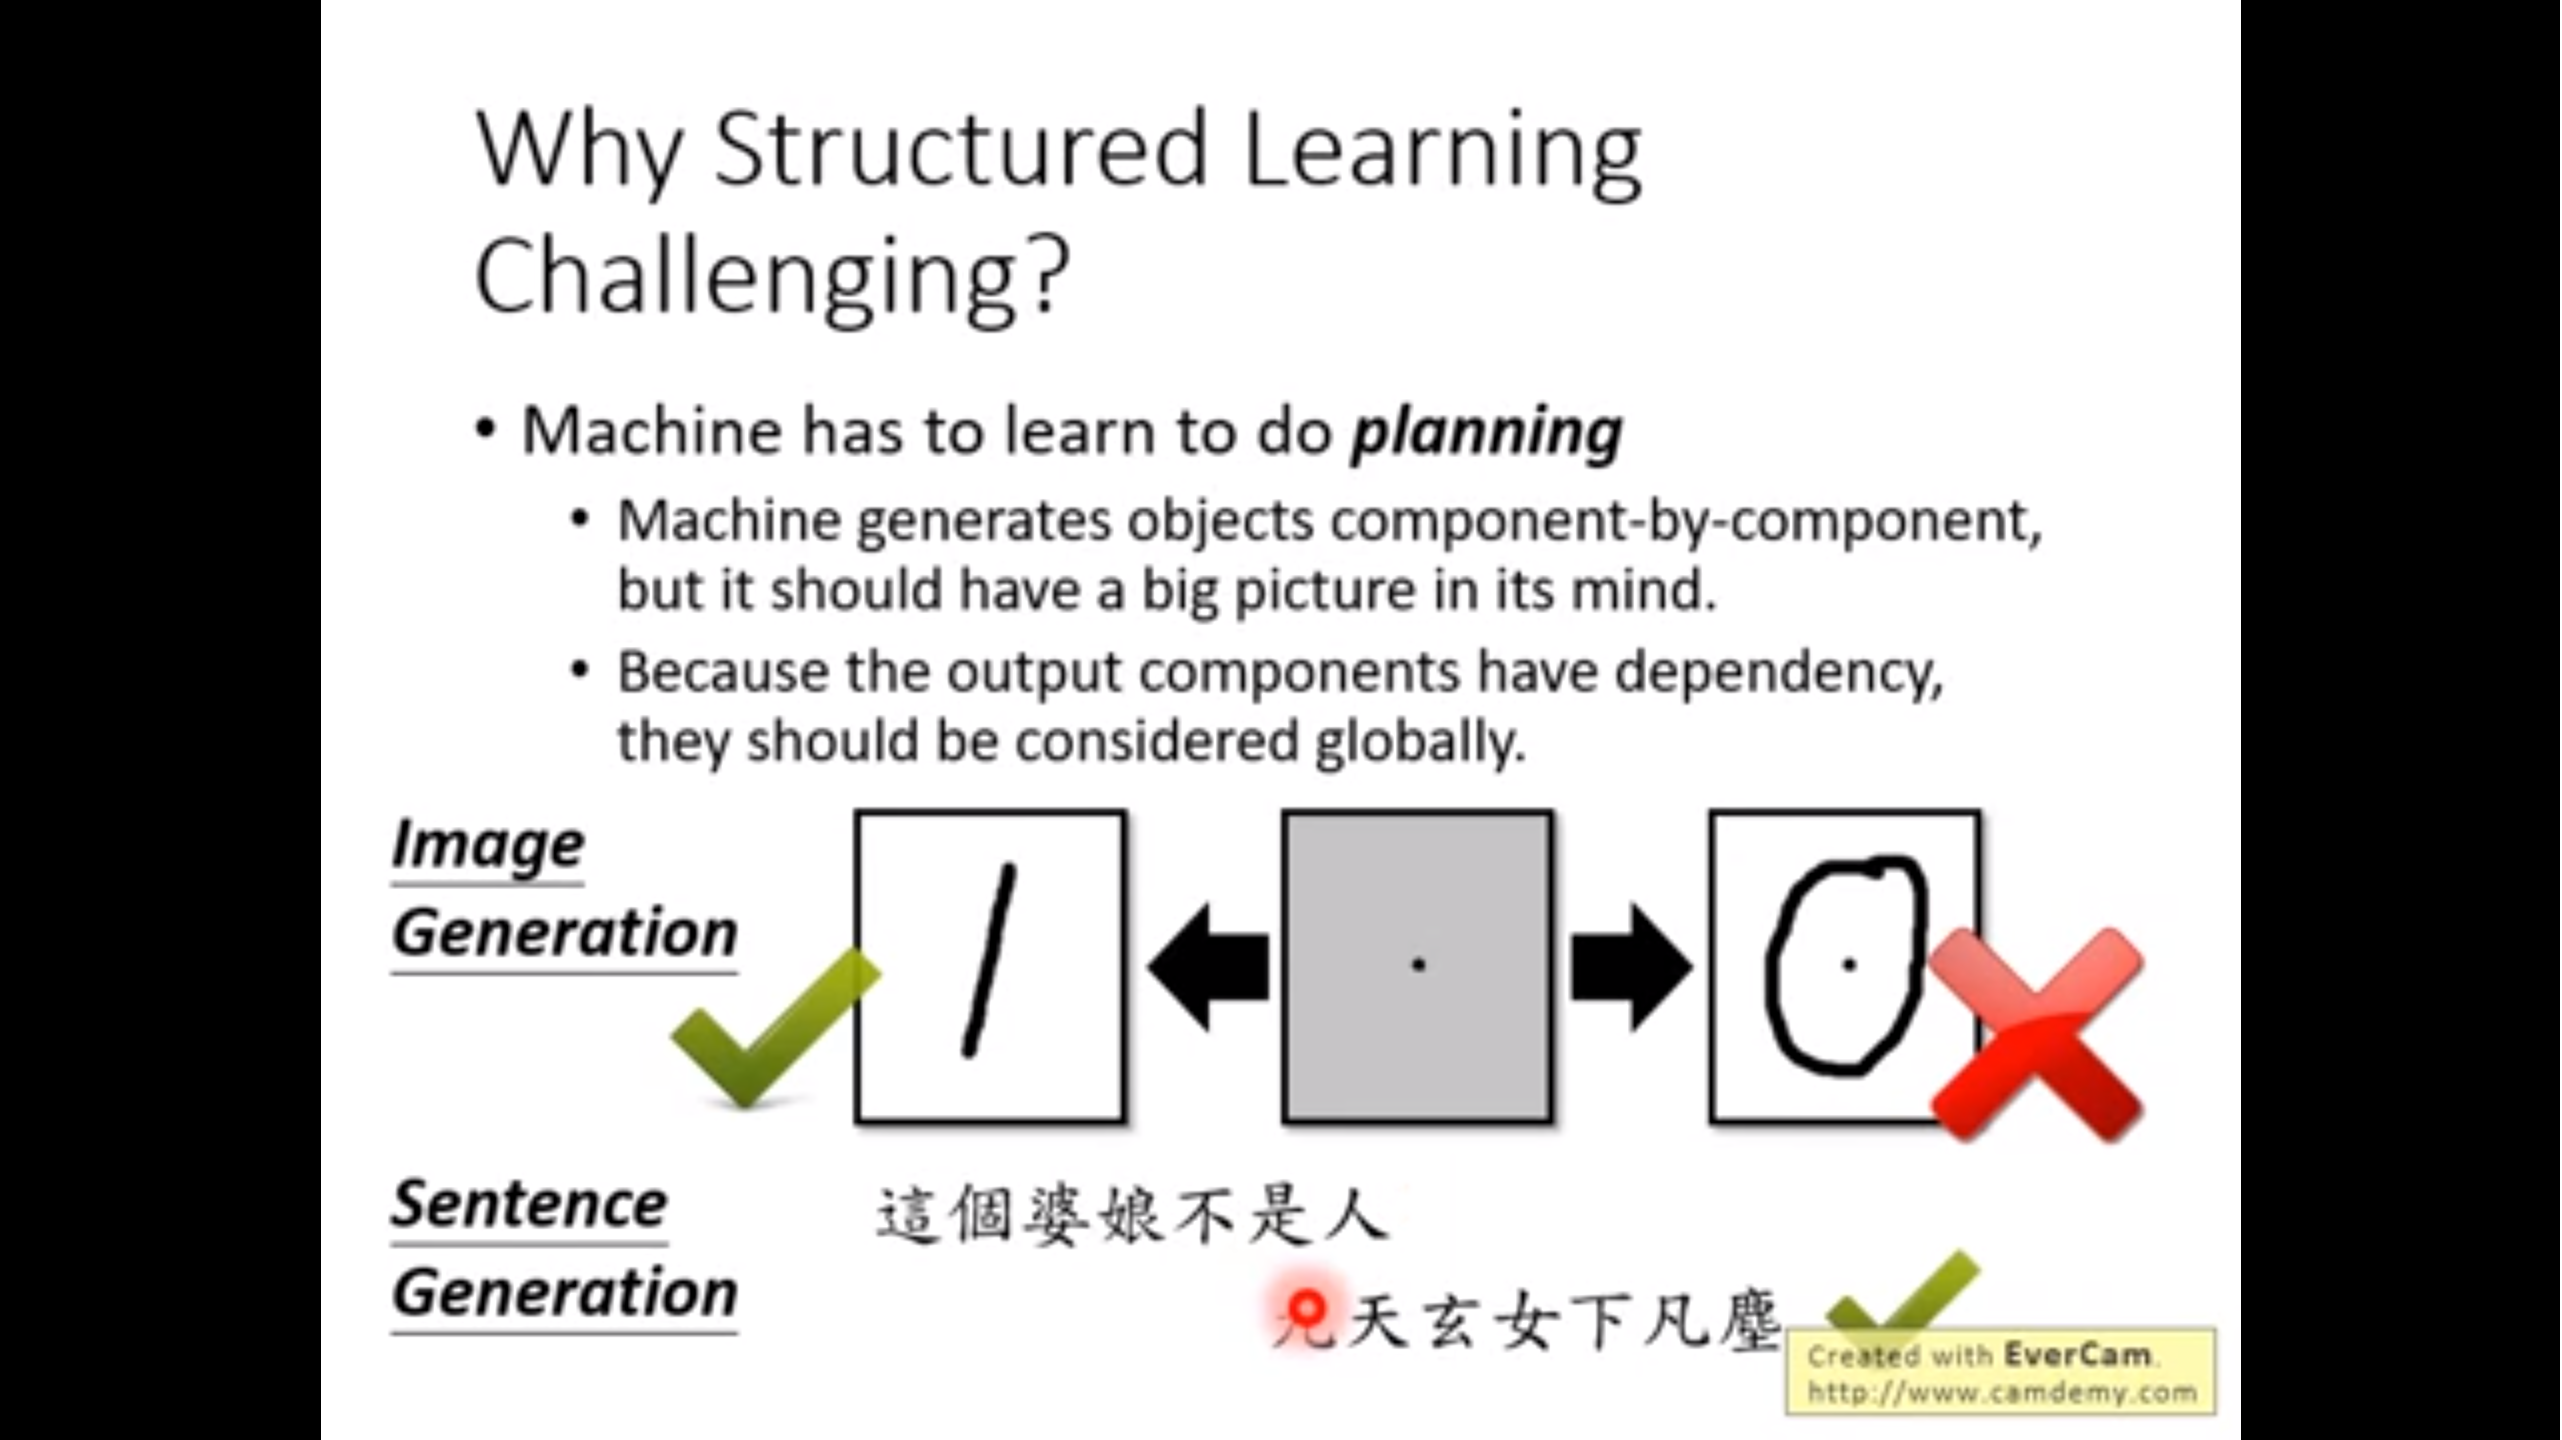 Why Structured Learning
Challenging?
• Machine has to learn to do planning
• Machine generates objects component-by-component,
but it should have a big picture in its mind.
• Because the output components have dependency,
they should be considered globally.
Image
Generation
Sentence
Generation
這個婆娘不是人
九天玄女下凡塵
Created with EverCam.
http://www.camdemy.com